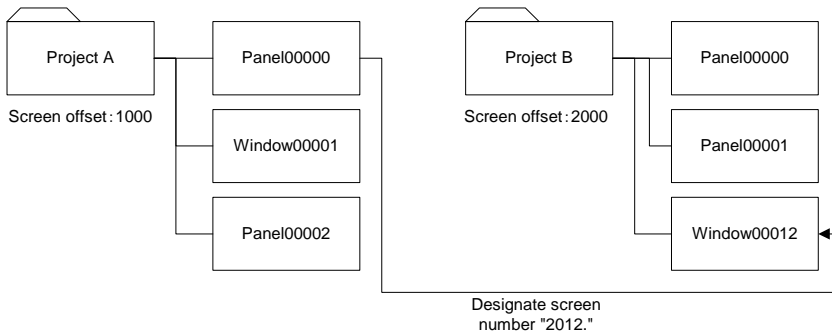 Project A
Panel00000
Project B
Panel00000
Screen offset:1000
Screen offset:2000
Window00001
Panel00001
Panel00002
Window00012
Designate screen
number "2012."